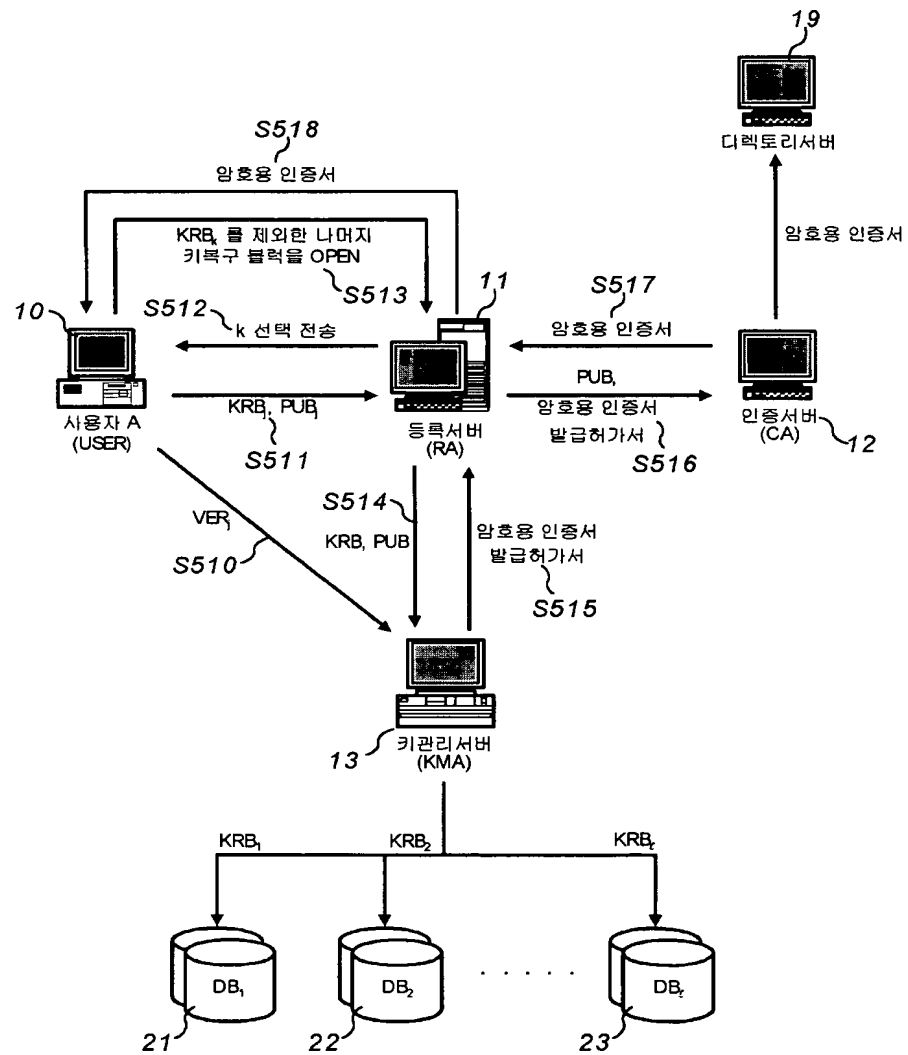 19
디렉토리서버
S518
암호용 인증서
KRBₖ 를 제외한 나머지
키복구 블럭을 OPEN
S513
암호용 인증서
10
S512
k 선택 전송
11
S517
암호용 인증서
KRBⱼ, PUBⱼ
PUB,
암호용 인증서
발급허가서
사용자 A
(USER)
S511
등록서버
(RA)
S516
인증서버
(CA)
12
VERⱼ
S510
S514
KRB, PUB
암호용 인증서
발급허가서
S515
13
키관리서버
(KMA)
KRB₁
KRB₂
KRBₜ
DB₁
DB₂
. . . . .
DBₜ
21
22
23